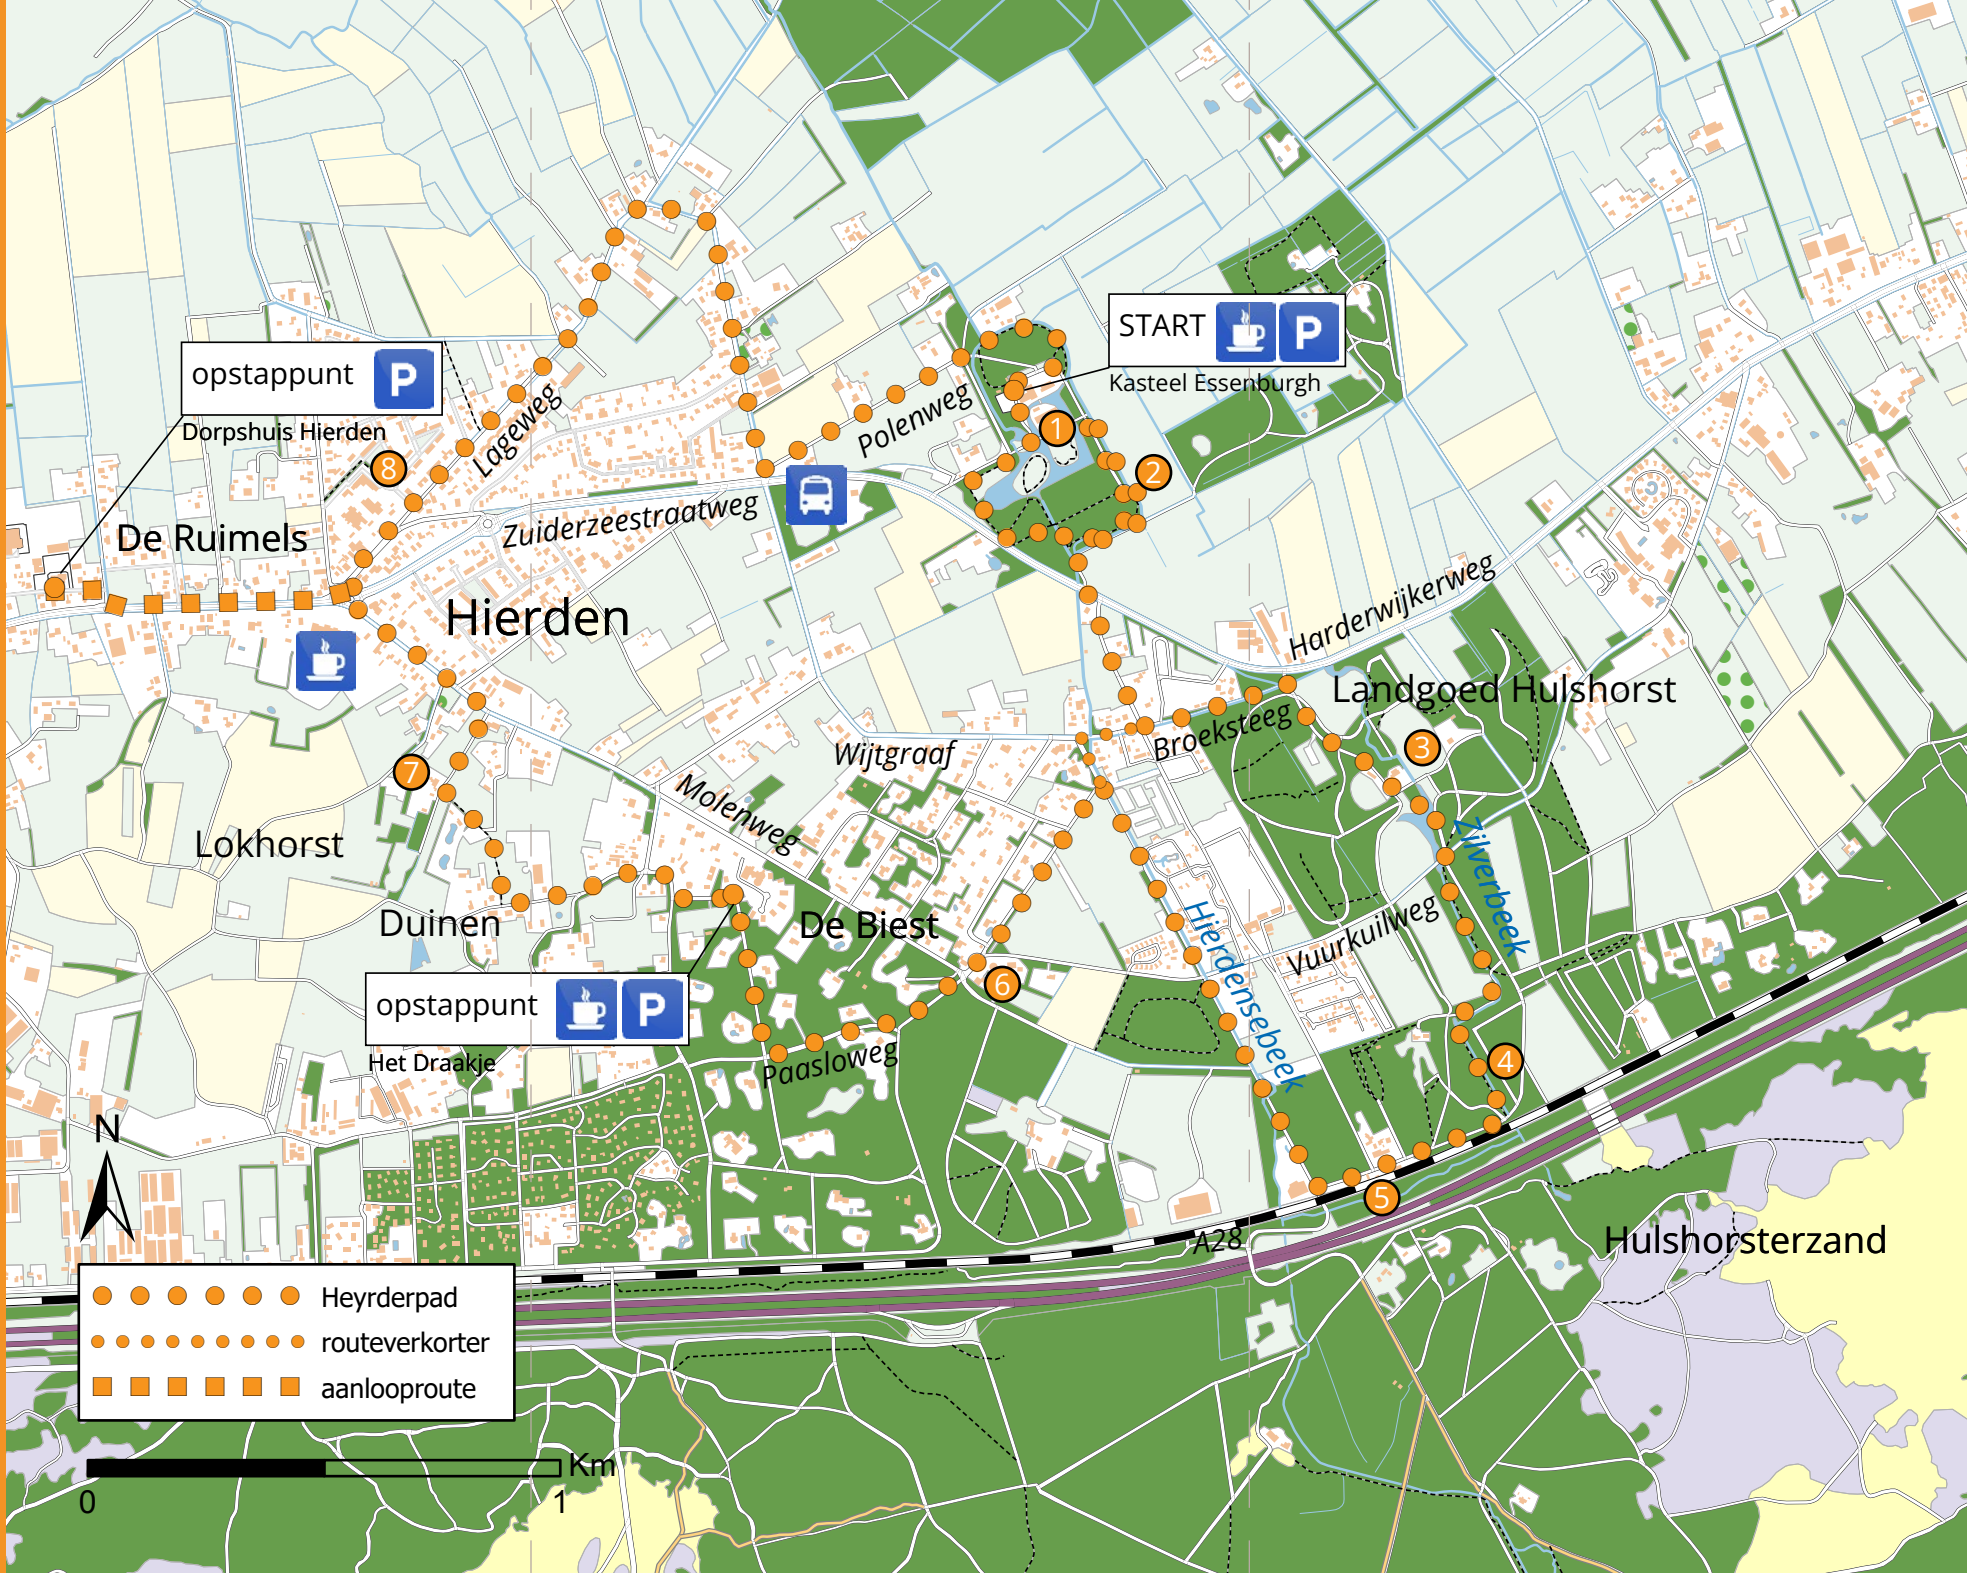 START P
Kasteel Essenburgh
opstappunt P
Dorpshuis Hierden
Polenweg
Lageweg
1
2
8
De Ruimels
Zuiderzeestraatweg
Hierden
Harderwijkerweg
Landgoed Hulshorst
Broeksteeg
3
Wijtgraaf
7
Molenweg
Lokhorst
Zilverbeek
Duinen
De Biest
Vuurkuilweg
Hierdensebeek
6
opstappunt P
Het Draakje
Paasloweg
4
N
5
A28
Hulshorsterzand
Heyrderpad
routeverkorter
aanlooproute
Km
0 1